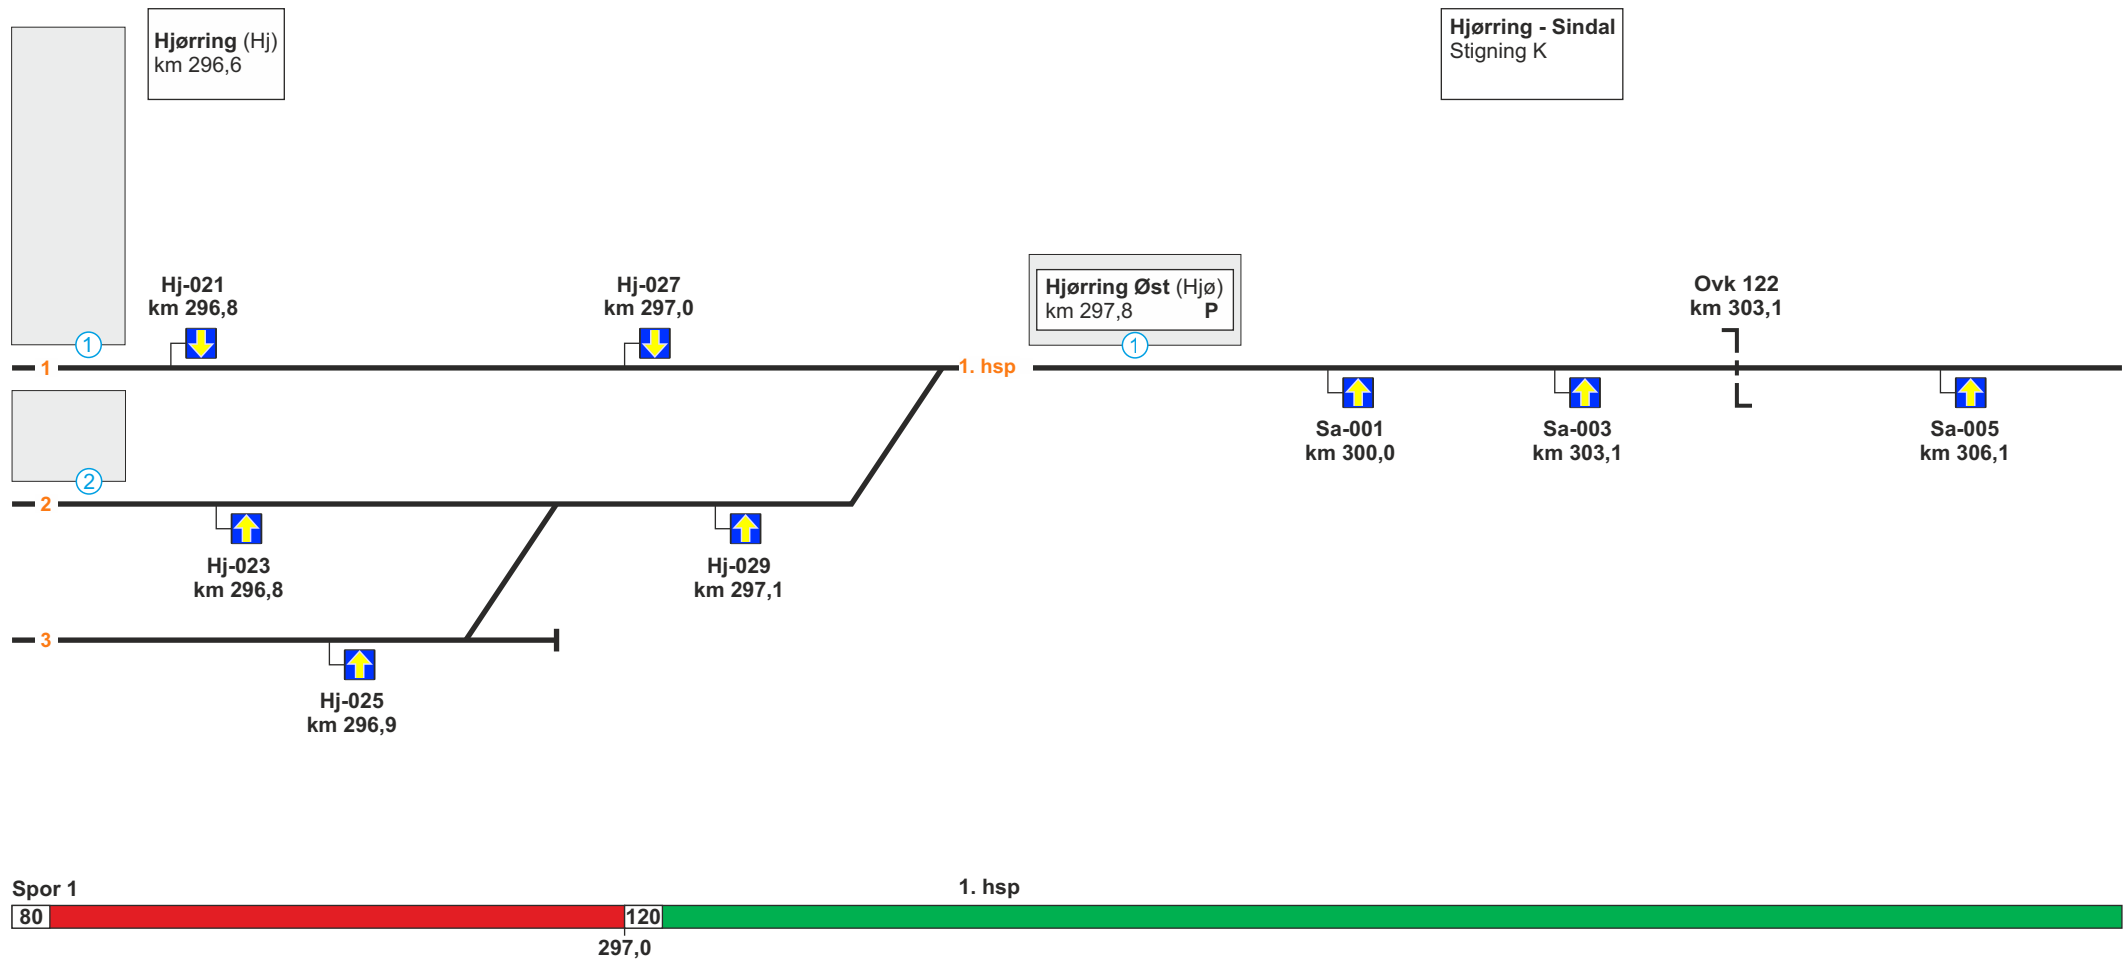 Hjørring (Hj)
km 296,6
Hjørring - Sindal
Stigning K
Hj-021
km 296,8
Hj-027
km 297,0
Hjørring Øst (Hjø)
km 297,8 P
Ovk 122
km 303,1
1
1
1
1. hsp
Sa-001
km 300,0
Sa-003
km 303,1
Sa-005
km 306,1
2
2
Hj-023
km 296,8
Hj-029
km 297,1
3
Hj-025
km 296,9
Spor 1
1. hsp
80
120
297,0